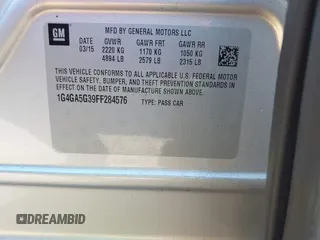 GM
MFD BY GENERAL MOTORS LLC
DATE GVWR GAWR FRT GAWR RR
03/15 2220 KG 1170 KG 1050 KG
4894 LB 2579 LB 2315 LB
THIS CAR CONFORMS TO ALL APPLICABLE U.S. FEDERAL MOTOR
VEHICLE SAFETY, BUMPER, AND THEFT PREVENTION STANDARDS
IN EFFECT ON THE DATE OF MANUFACTURE SHOWN ABOVE.
1G4GA5G39FF284576 TYPE: PASS CAR
DREAMBID